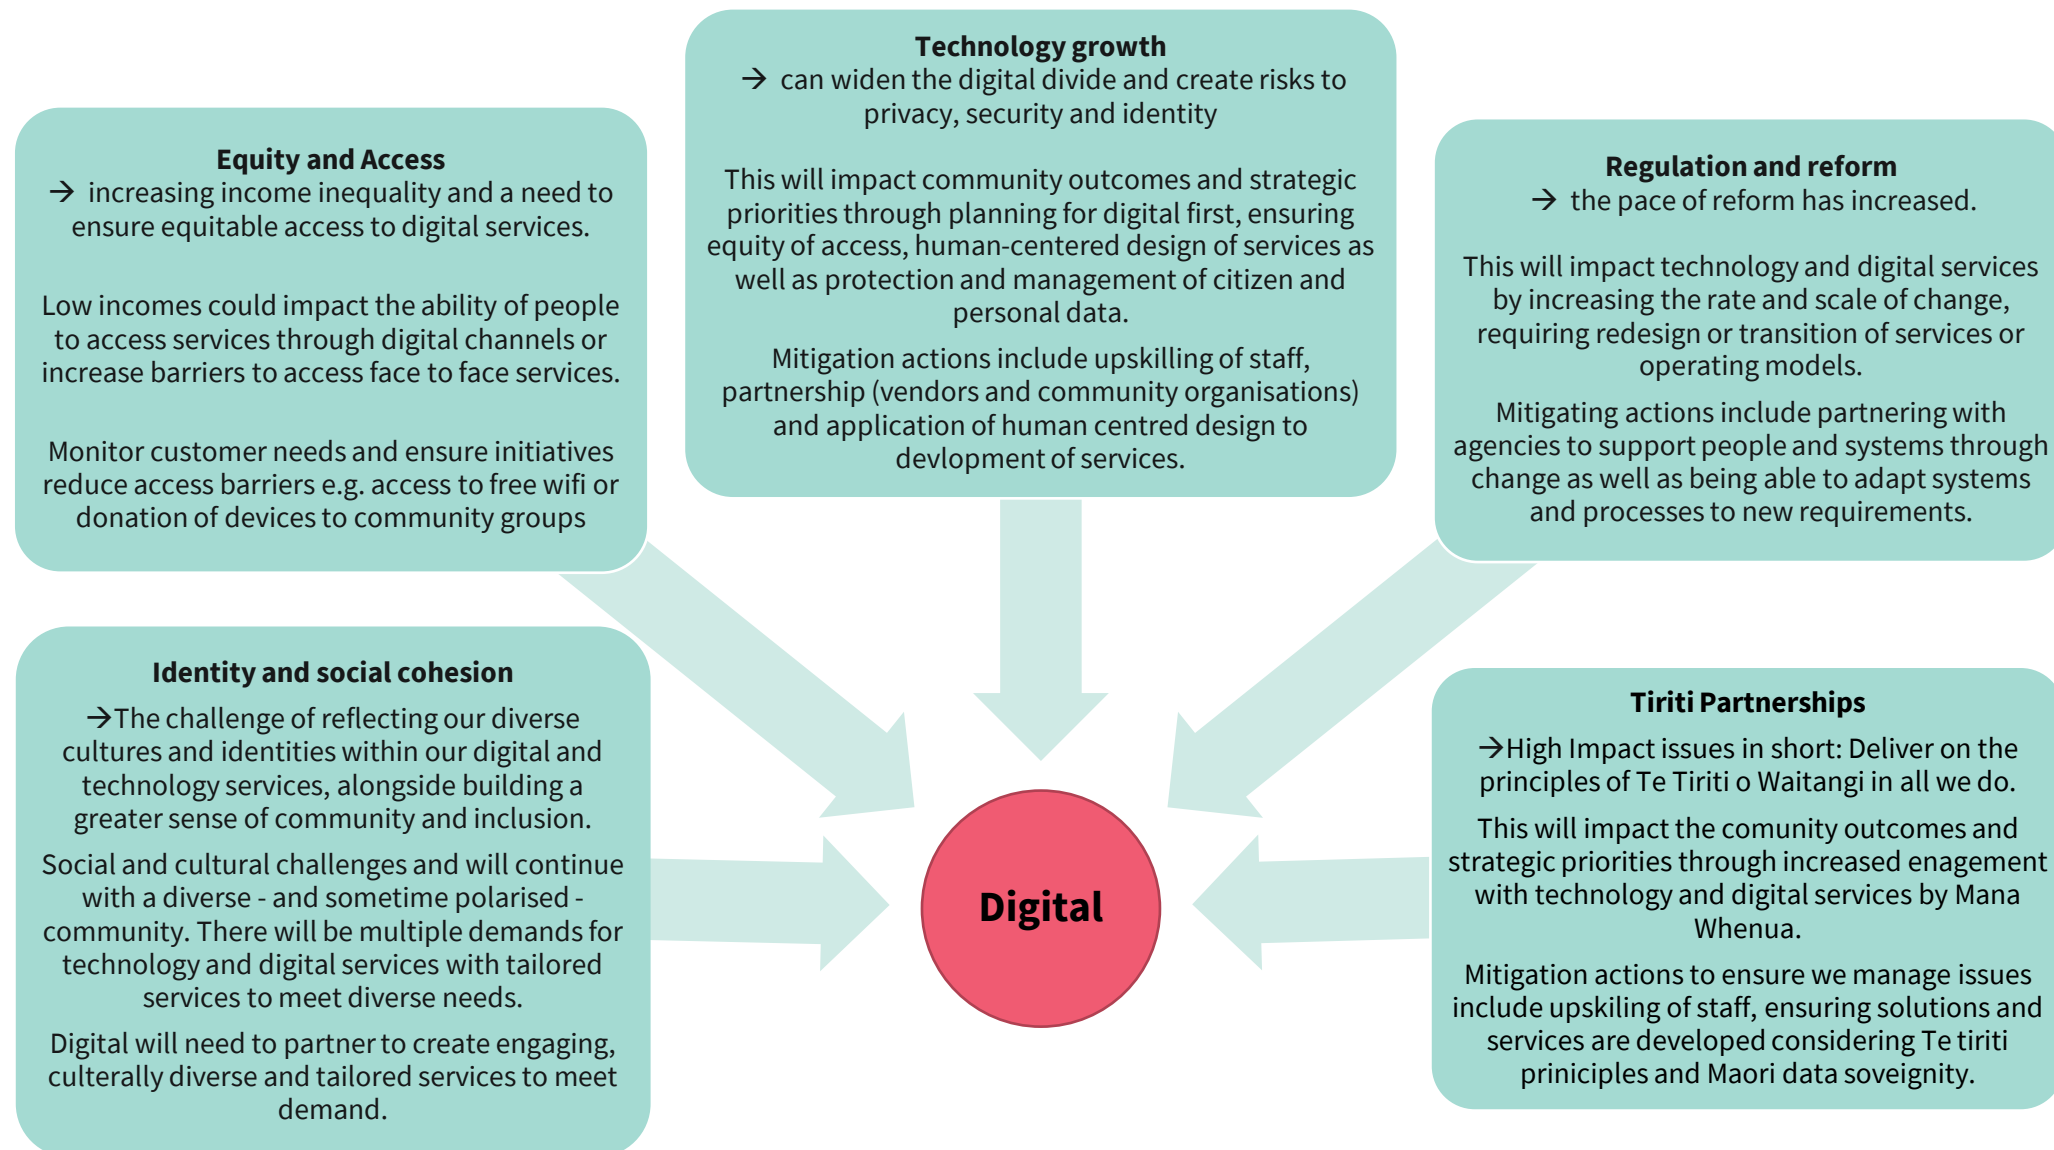 Technology growth
→ can widen the digital divide and create risks to
privacy, security and identity
This will impact community outcomes and strategic
priorities through planning for digital first, ensuring
equity of access, human-centered design of services as
well as protection and management of citizen and
personal data.
Mitigation actions include upskilling of staff,
partnership (vendors and community organisations)
and application of human centred design to
devlopment of services.
Equity and Access
→ increasing income inequality and a need to
ensure equitable access to digital services.
Low incomes could impact the ability of people
to access services through digital channels or
increase barriers to access face to face services.
Monitor customer needs and ensure initiatives
reduce access barriers e.g. access to free wifi or
donation of devices to community groups
Regulation and reform
→ the pace of reform has increased.
This will impact technology and digital services
by increasing the rate and scale of change,
requiring redesign or transition of services or
operating models.
Mitigating actions include partnering with
agencies to support people and systems through
change as well as being able to adapt systems
and processes to new requirements.
Identity and social cohesion
→The challenge of reflecting our diverse
cultures and identities within our digital and
technology services, alongside building a
greater sense of community and inclusion.
Social and cultural challenges and will continue
with a diverse - and sometime polarised -
community. There will be multiple demands for
technology and digital services with tailored
services to meet diverse needs.
Digital will need to partner to create engaging,
culterally diverse and tailored services to meet
demand.
Digital
Tiriti Partnerships
→High Impact issues in short: Deliver on the
principles of Te Tiriti o Waitangi in all we do.
This will impact the comunity outcomes and
strategic priorities through increased enagement
with technology and digital services by Mana
Whenua.
Mitigation actions to ensure we manage issues
include upskiling of staff, ensuring solutions and
services are developed considering Te tiriti
priniciples and Maori data soveignity.